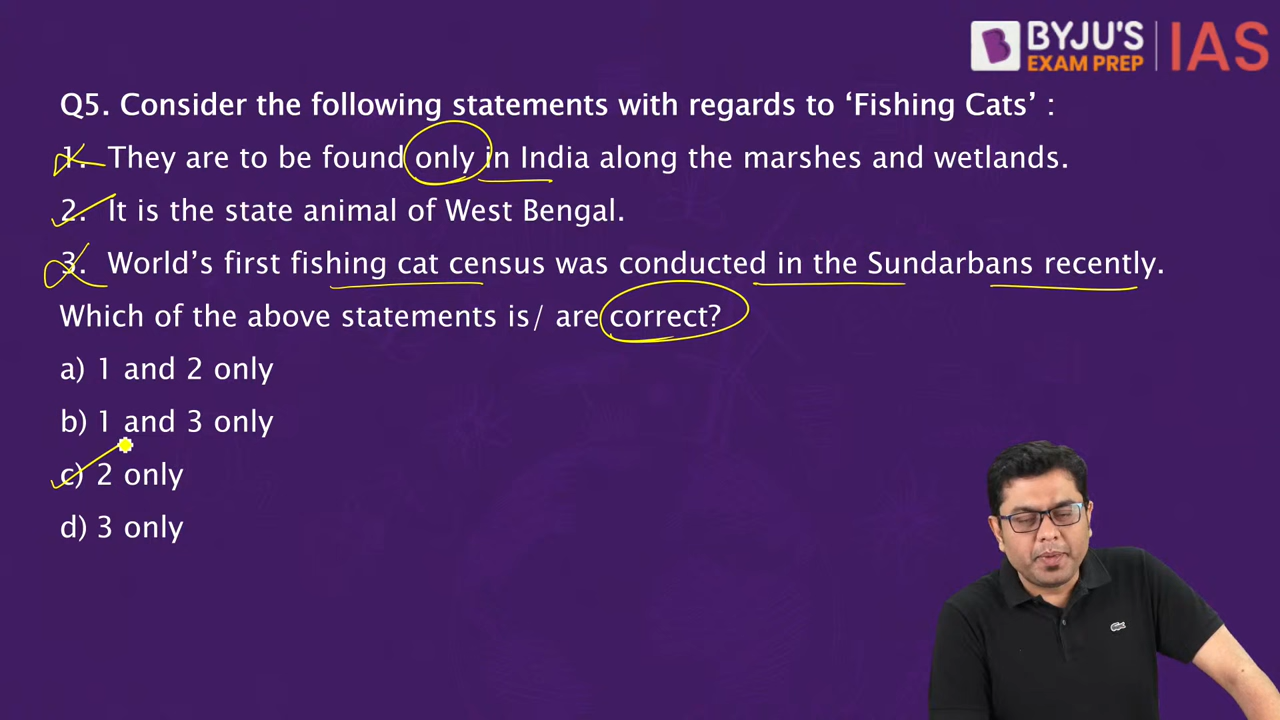 BYJU'S IAS
EXAM PREP
Q5. Consider the following statements with regards to ‘Fishing Cats’ :
1. They are to be found only in India along the marshes and wetlands.
2. It is the state animal of West Bengal.
3. World’s first fishing cat census was conducted in the Sundarbans recently.
Which of the above statements is/ are correct?
a) 1 and 2 only
b) 1 and 3 only
c) 2 only
d) 3 only